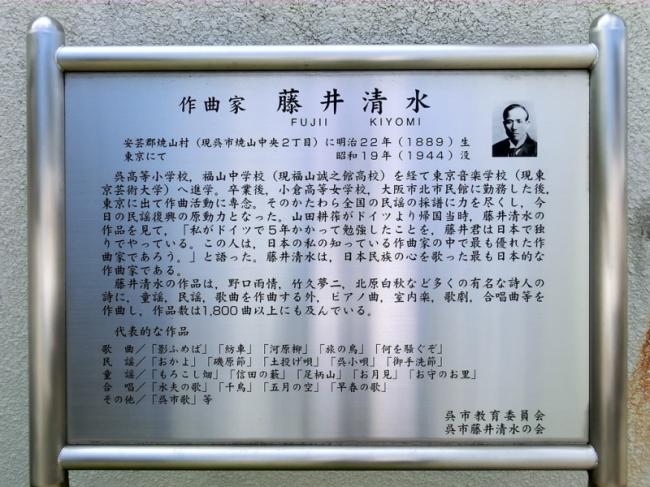 作曲家 藤井清水
FUJII KIYOMI
安芸郡焼山村（現呉市焼山中央2丁目）に明治22年（1889）生
東京にて 昭和19年（1944）没
呉高等小学校，福山中学校（現福山誠之館高校）を経て東京音楽学校（現東
京芸術大学）へ進学。卒業後，小倉高等女学校，大阪市北市民館に勤務した後，
東京に出て作曲活動に専念。そのかたわら全国の民謡の採譜に力を尽くし，今
日の民謡復興の原動力となった。山田耕筰がドイツより帰国当時，藤井清水の
作品を見て，「私がドイツで5年かかって勉強したことを，藤井君は日本で独
りでやっている。この人は，日本の私の知っている作曲家の中で最も優れた作
曲家であろう。」と語った。藤井清水は，日本民族の心を歌った最も日本的な
作曲家である。
藤井清水の作品は，野口雨情，竹久夢二，北原白秋など多くの有名な詩人の
詩に，童謡，民謡，歌曲を作曲する外，ピアノ曲，室内楽，歌劇，合唱曲等を
作曲し，作品数は1,800曲以上にも及んでいる。
代表的な作品
歌 曲／「影ふめば」「紡車」「河原柳」「旅の鳥」「何を騒ぐぞ」
民 謡／「おかよ」「磯原節」「土投げ唄」「呉小唄」「御手洗節」
童 謡／「もろこし畑」「信田の藪」「足柄山」「お月見」「お守のお里」
合 唱／「水夫の歌」「千鳥」「五月の空」「早春の歌」
その他／「呉市歌」等
呉市教育委員会
呉市藤井清水の会